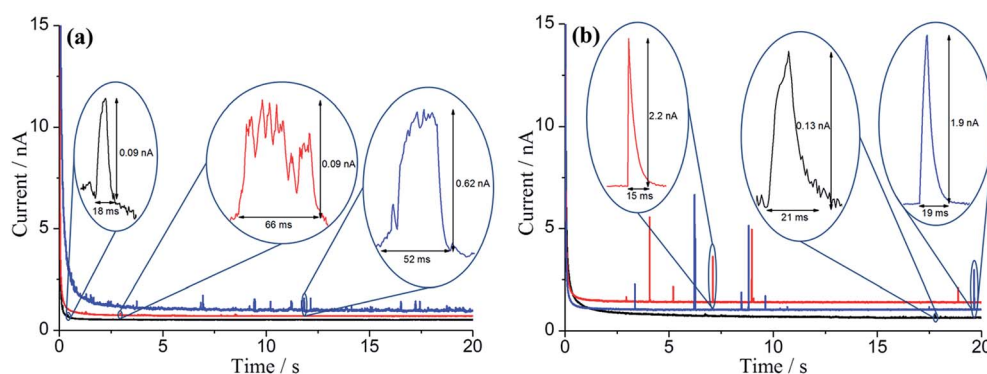 (a)
Current / nA
15
10
5
0
0
5
10
15
20
Time / s
0.09 nA
18 ms
0.09 nA
66 ms
0.62 nA
52 ms
(b)
Current / nA
15
10
5
0
0
5
10
15
20
Time / s
2.2 nA
15 ms
0.13 nA
21 ms
1.9 nA
19 ms